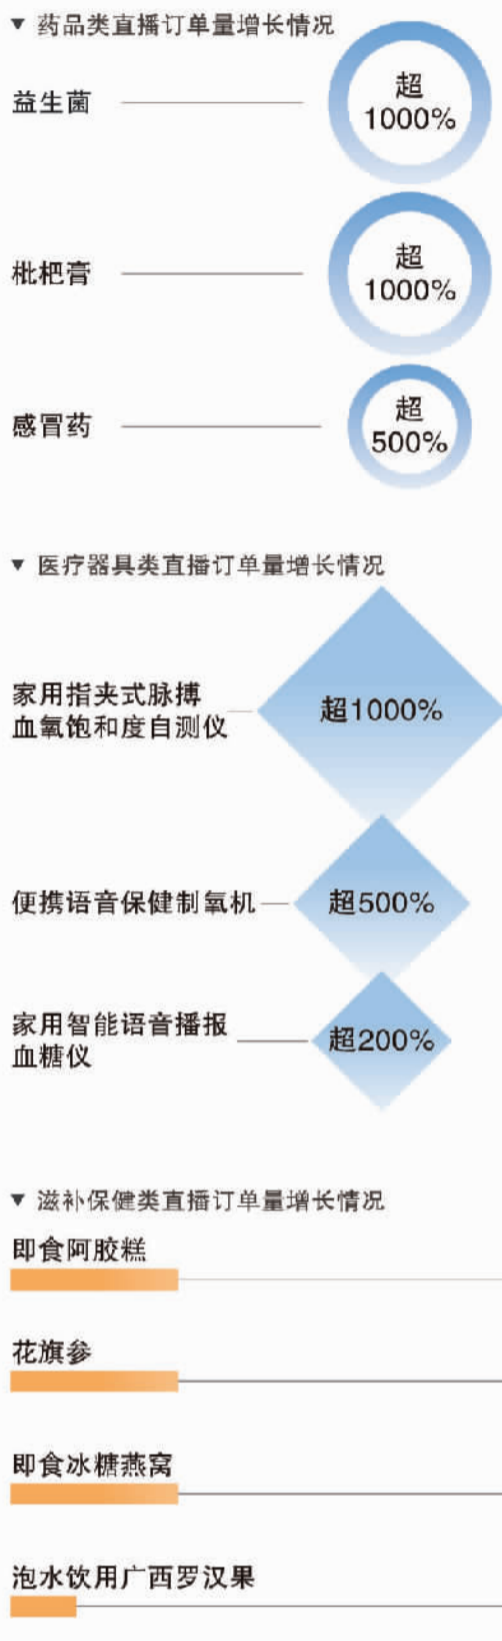 ▼ 药品类直播订单量增长情况
益生菌
超
1000%
枇杷膏
超
1000%
感冒药
超
500%
▼ 医疗器具类直播订单量增长情况
家用指夹式脉搏
血氧饱和度自测仪
超1000%
便携语音保健制氧机
超500%
家用智能语音播报
血糖仪
超200%
▼ 滋补保健类直播订单量增长情况
即食阿胶糕
花旗参
即食冰糖燕窝
泡水饮用广西罗汉果